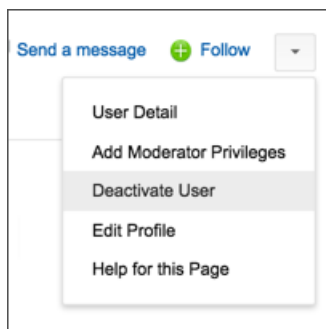 Send a message Follow
User Detail
Add Moderator Privileges
Deactivate User
Edit Profile
Help for this Page